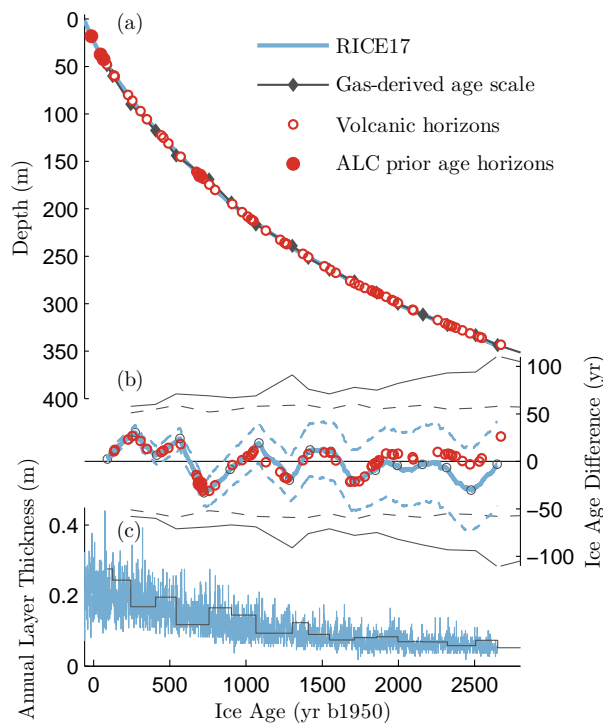 0
50
100
150
200
250
300
350
400
Depth (m)
(a)
RICE17
Gas-derived age scale
Volcanic horizons
ALC prior age horizons
(b)
100
50
0
−50
−100
Ice Age Difference (yr)
(c)
0.4
0.2
0
Annual Layer Thickness (m)
0 500 1000 1500 2000 2500
Ice Age (yr b1950)